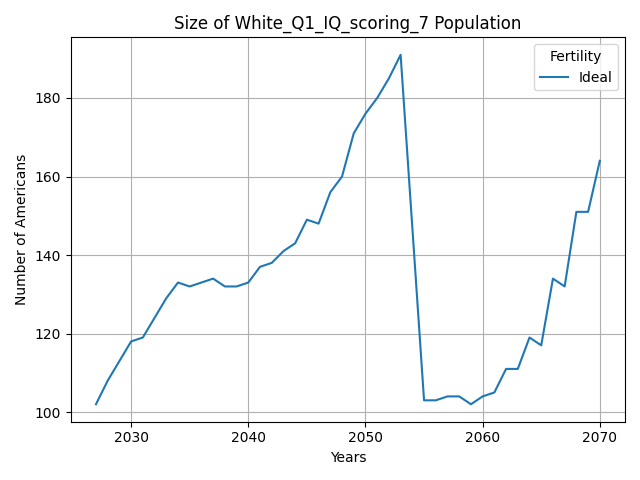 Size of White_Q1_IQ_scoring_7 Population
Fertility
Ideal
Number of Americans
180
160
140
120
100
2030
2040
2050
2060
2070
Years